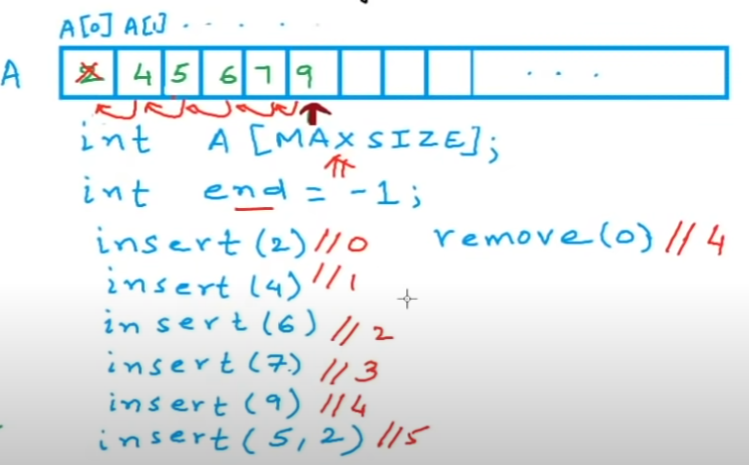 A[0] A[1] . . . . .
A 2 4 5 6 7 9 . . .
int A [MAXSIZE];
int end = -1;
insert(2) //0 remove(0) //4
insert(4) //1
insert(6) //2
insert(7) //3
insert(9) //4
insert(5,2) //5